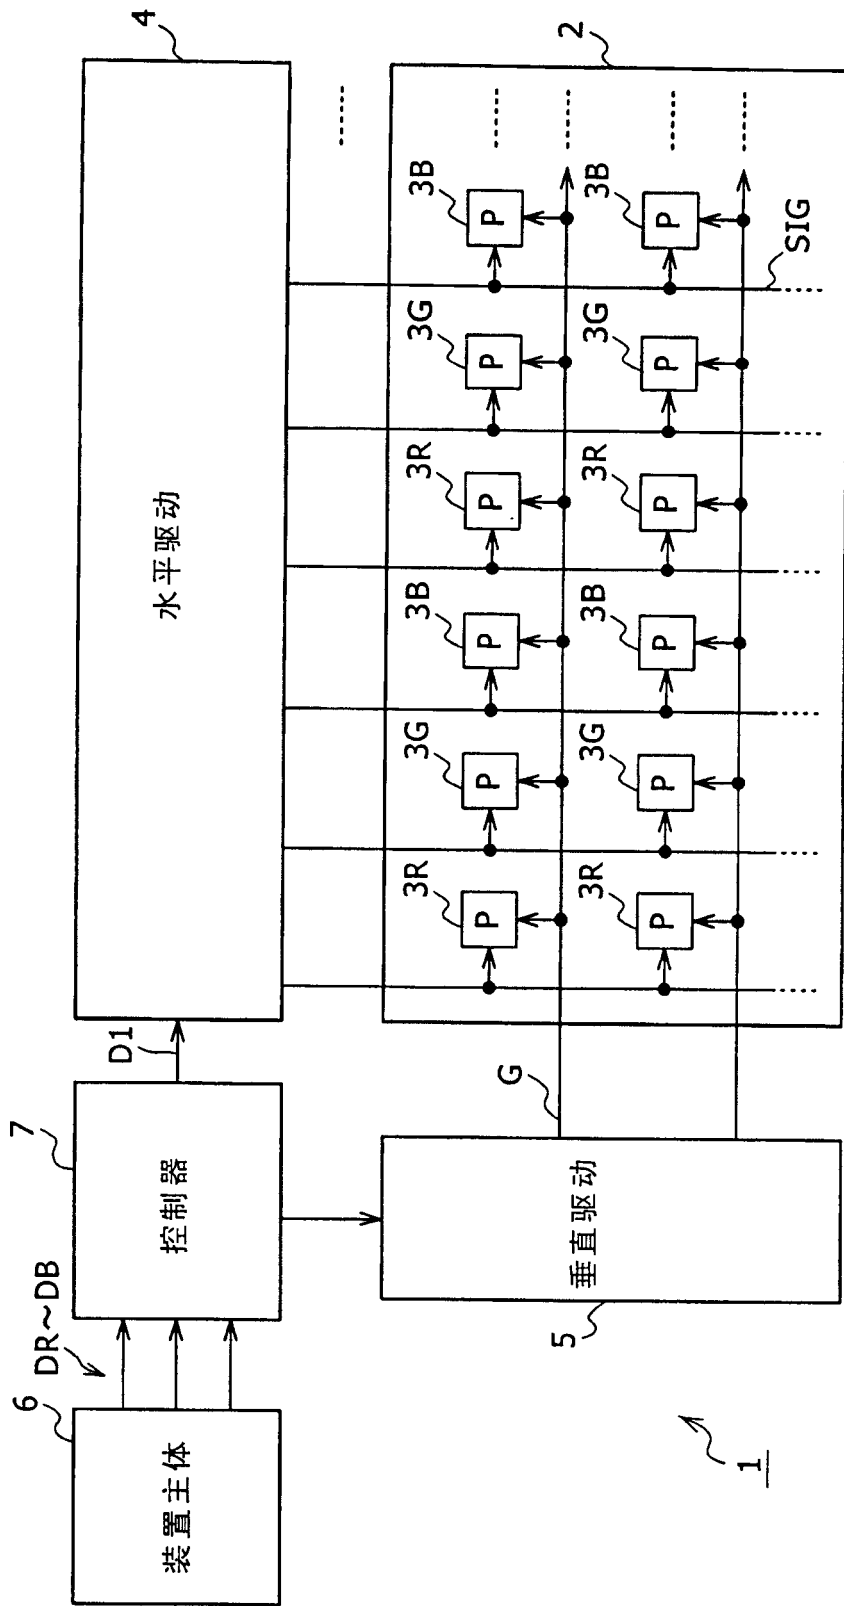 6
装置主体
DR～DB
7
控制器
D1
4
水平驱动
......
5
垂直驱动
G
2
3R
3G
3B
3R
3G
3B
P
P
P
P
P
P
......
......
3R
3G
3B
3R
3G
3B
P
P
P
P
P
P
......
......
SIG
1